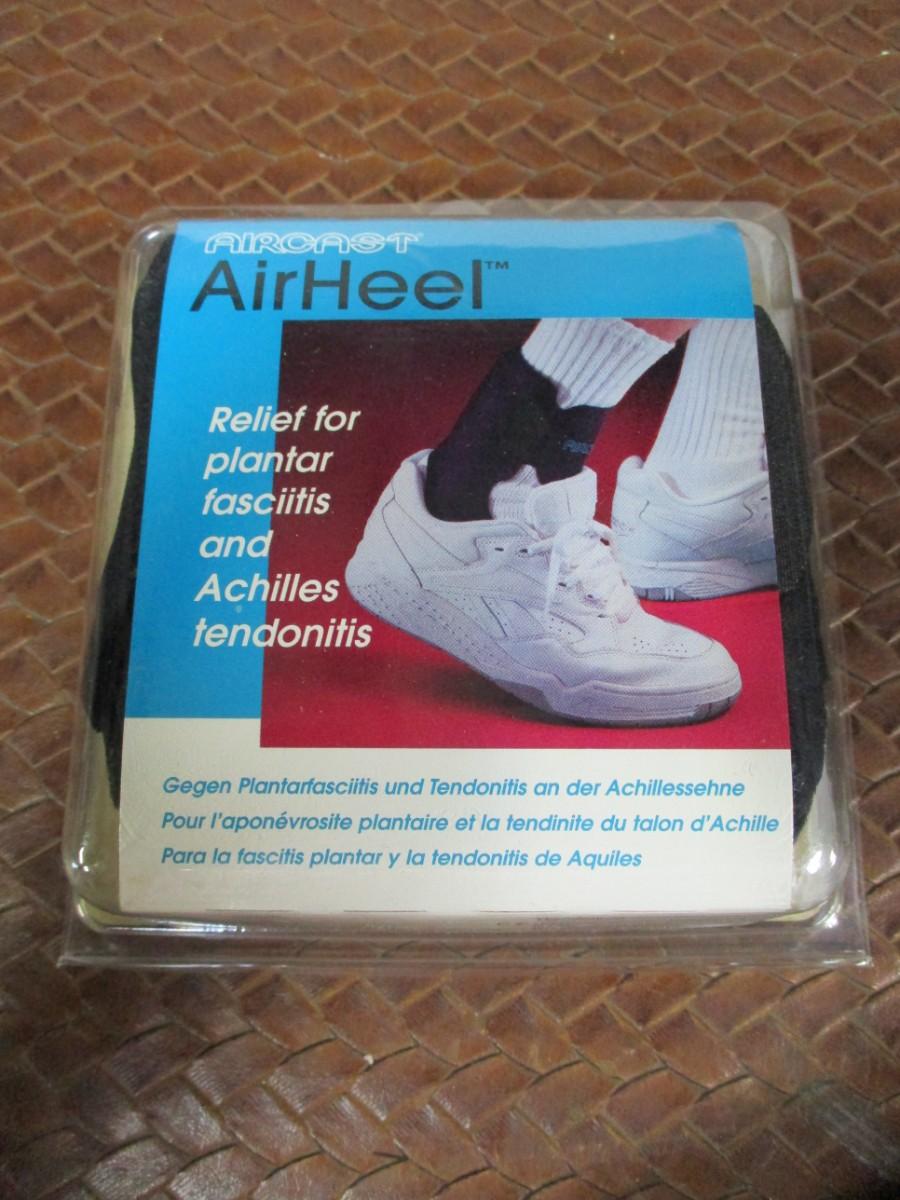 AIRCAST®
AirHeel™
Relief for
plantar
fasciitis
and
Achilles
tendonitis
Gegen Plantarfasciitis und Tendonitis an der Achillessehne
Pour l'aponévrosite plantaire et la tendinite du talon d'Achille
Para la fascitis plantar y la tendonitis de Aquiles